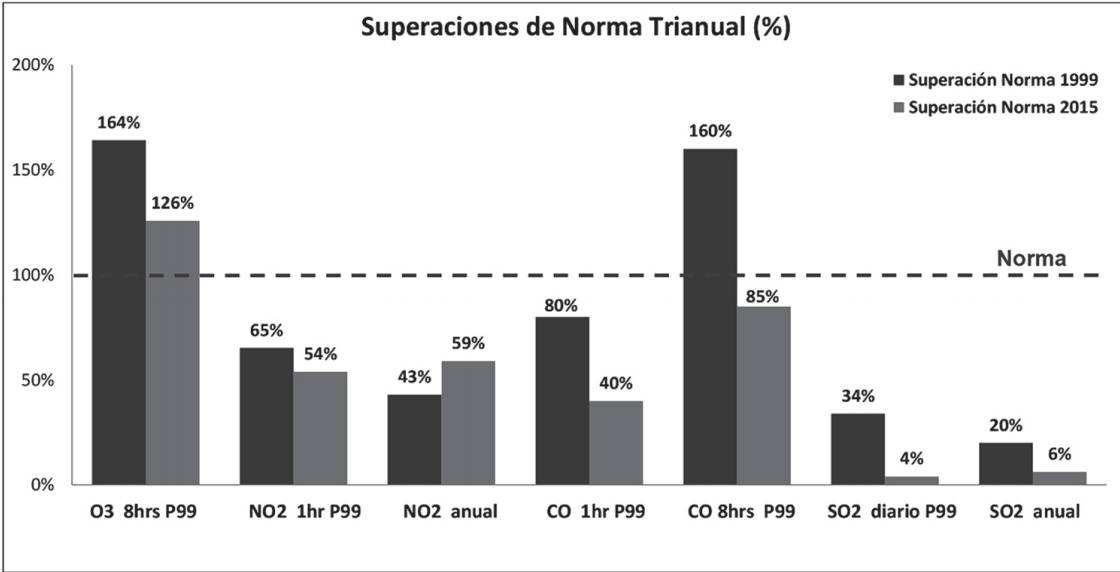 Superaciones de Norma Trianual (%)
200%
Superación Norma 1999
Superación Norma 2015
164%
160%
150%
126%
Norma
100%
80%
85%
65%
59%
54%
50%
43%
40%
34%
20%
4%
6%
0%
O3 8hrs P99
NO2 1hr P99
NO2 anual
CO 1hr P99
CO 8hrs P99
SO2 diario P99
SO2 anual